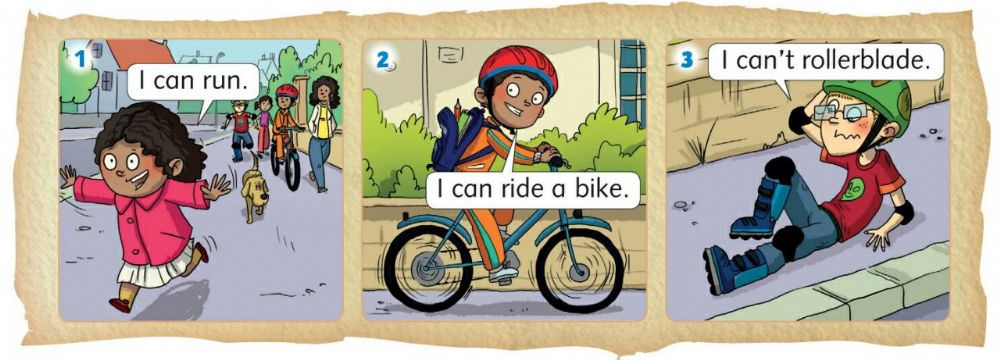 1
I can run.
2
I can ride a bike.
3
I can't rollerblade.